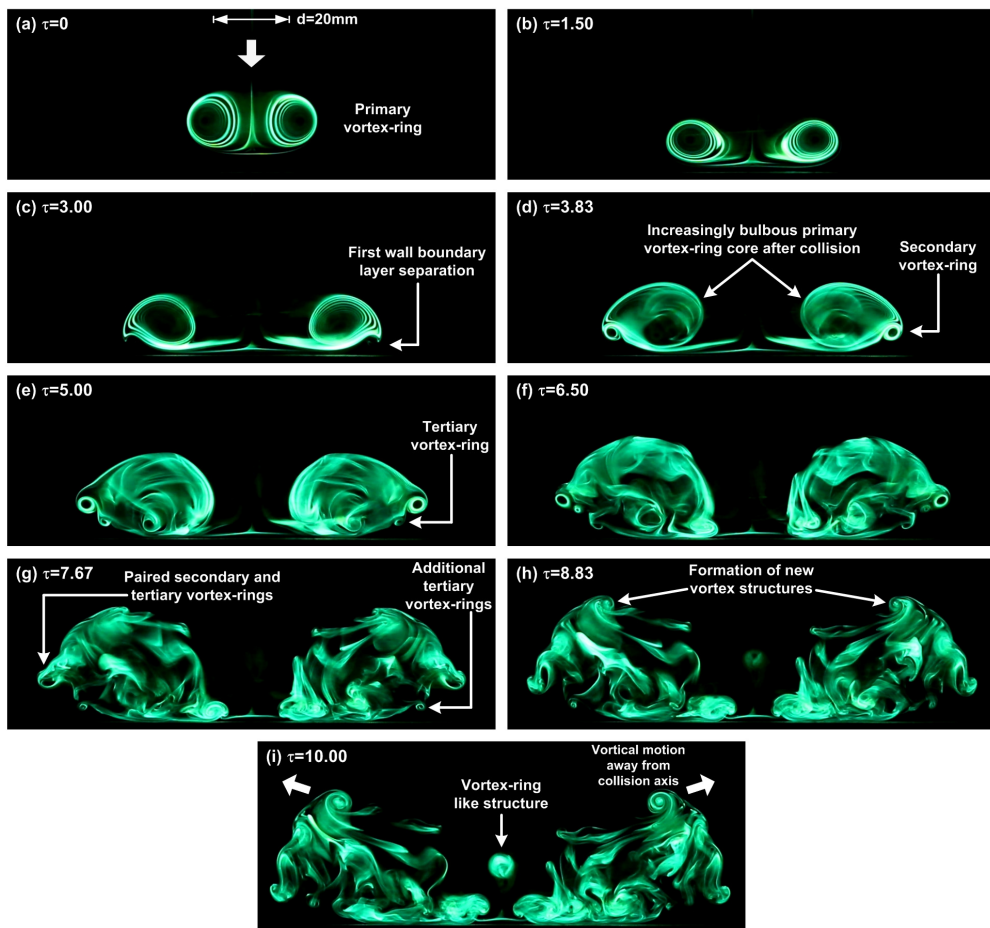 (a) τ=0
d=20mm
Primary
vortex-ring
(b) τ=1.50
(c) τ=3.00
First wall boundary
layer separation
(d) τ=3.83
Increasingly bulbous primary
vortex-ring core after collision
Secondary
vortex-ring
(e) τ=5.00
Tertiary
vortex-ring
(f) τ=6.50
(g) τ=7.67
Paired secondary and
tertiary vortex-rings
Additional
tertiary
vortex-rings
(h) τ=8.83
Formation of new
vortex structures
(i) τ=10.00
Vortex-ring
like structure
Vortical motion
away from
collision axis